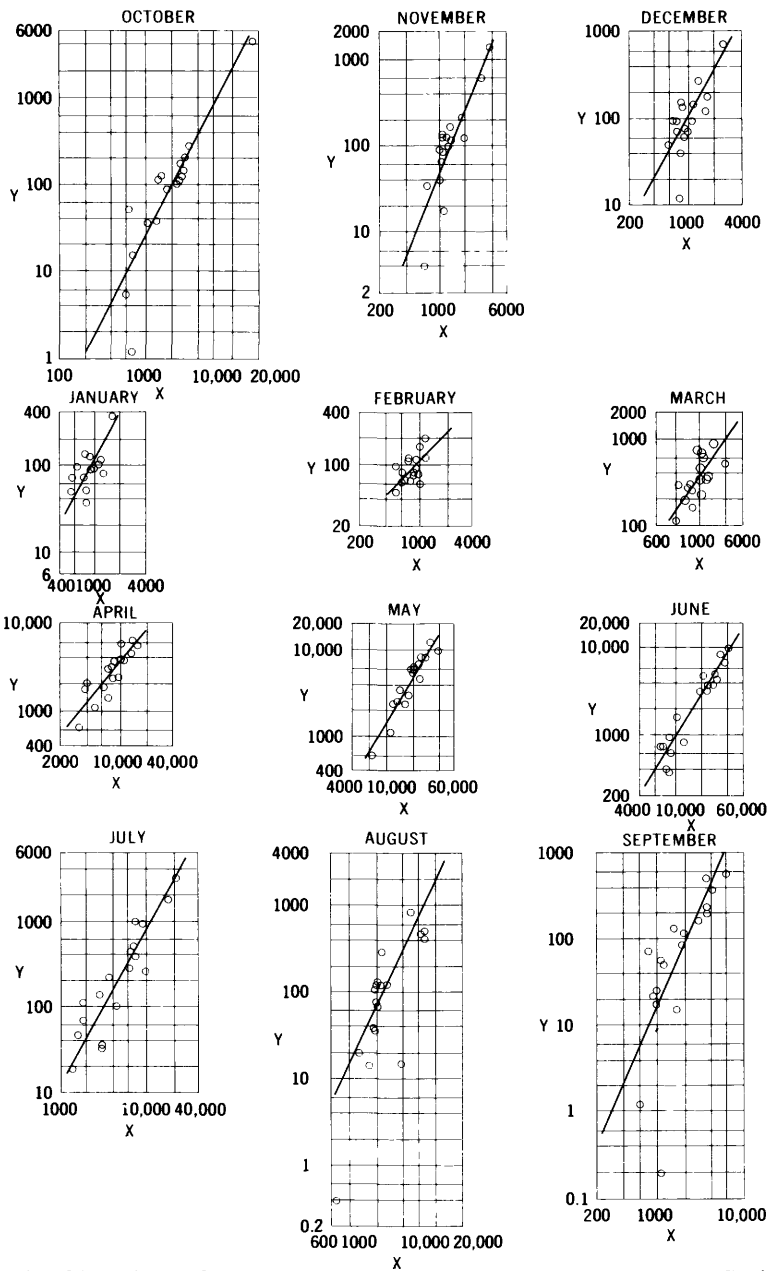 OCTOBER
6000
1000
Y
100
10
1
100 1000 10,000 20,000
X
NOVEMBER
2000
1000
100
Y
10
2
200 1000 6000
X
DECEMBER
1000
Y 100
10
200 1000 4000
X
JANUARY
400
100
Y
10
6
400 1000 4000
X
FEBRUARY
400
Y 100
20
200 1000 4000
X
MARCH
2000
1000
Y
100
600 1000 6000
X
APRIL
10,000
Y
1000
400
2000 10,000 40,000
X
MAY
20,000
10,000
Y
1000
400
4000 10,000 60,000
X
JUNE
20,000
10,000
Y
1000
200
4000 10,000 60,000
X
JULY
6000
1000
Y
100
10
1000 10,000 40,000
X
AUGUST
4000
1000
100
Y
10
1
0.2
600 1000 10,000 20,000
X
SEPTEMBER
1000
100
Y 10
1
0.1
200 1000 10,000
X